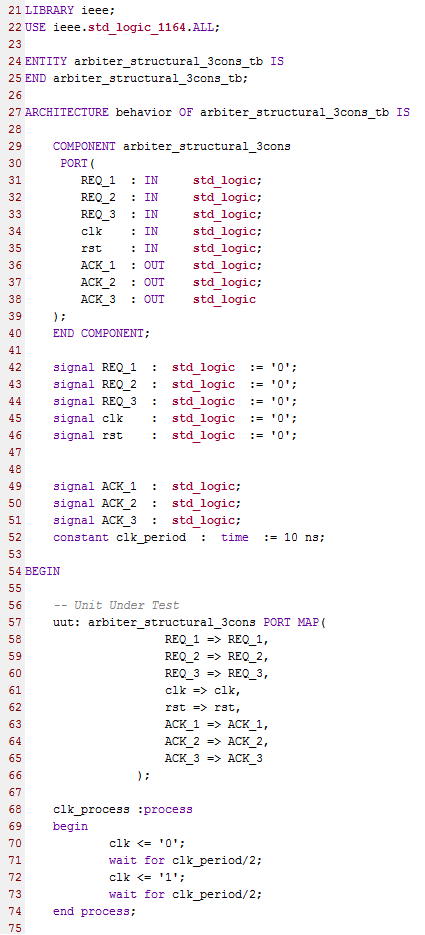 21 LIBRARY ieee;
22 USE ieee.std_logic_1164.ALL;
23
24 ENTITY arbiter_structural_3cons_tb IS
25 END arbiter_structural_3cons_tb;
26
27 ARCHITECTURE behavior OF arbiter_structural_3cons_tb IS
28
29     COMPONENT arbiter_structural_3cons
30      PORT(
31         REQ_1  : IN     std_logic;
32         REQ_2  : IN     std_logic;
33         REQ_3  : IN     std_logic;
34         clk    : IN     std_logic;
35         rst    : IN     std_logic;
36         ACK_1  : OUT    std_logic;
37         ACK_2  : OUT    std_logic;
38         ACK_3  : OUT    std_logic
39     );
40     END COMPONENT;
41
42     signal REQ_1  :  std_logic  := '0';
43     signal REQ_2  :  std_logic  := '0';
44     signal REQ_3  :  std_logic  := '0';
45     signal clk    :  std_logic  := '0';
46     signal rst    :  std_logic  := '0';
47
48
49     signal ACK_1  :  std_logic;
50     signal ACK_2  :  std_logic;
51     signal ACK_3  :  std_logic;
52     constant clk_period  :  time  := 10 ns;
53
54 BEGIN
55
56     -- Unit Under Test
57     uut: arbiter_structural_3cons PORT MAP(
58                 REQ_1 => REQ_1,
59                 REQ_2 => REQ_2,
60                 REQ_3 => REQ_3,
61                 clk => clk,
62                 rst => rst,
63                 ACK_1 => ACK_1,
64                 ACK_2 => ACK_2,
65                 ACK_3 => ACK_3
66             );
67
68     clk_process :process
69     begin
70           clk <= '0';
71           wait for clk_period/2;
72           clk <= '1';
73           wait for clk_period/2;
74     end process;
75